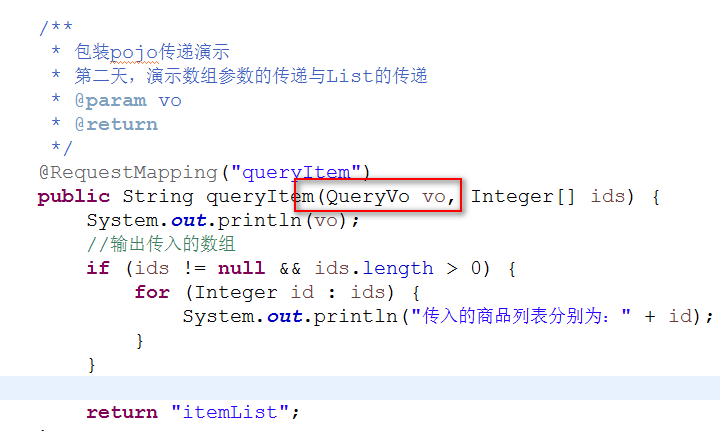 /**
 * 包装pojo传递演示
 * 第二天，演示数组参数的传递与List的传递
 * @param vo
 * @return
 */
@RequestMapping("queryItem")
public String queryItem(QueryVo vo, Integer[] ids) {
    System.out.println(vo);
    //输出传入的数组
    if (ids != null && ids.length > 0) {
        for (Integer id : ids) {
            System.out.println("传入的商品列表分别为：" + id);
        }
    }
    return "itemList";